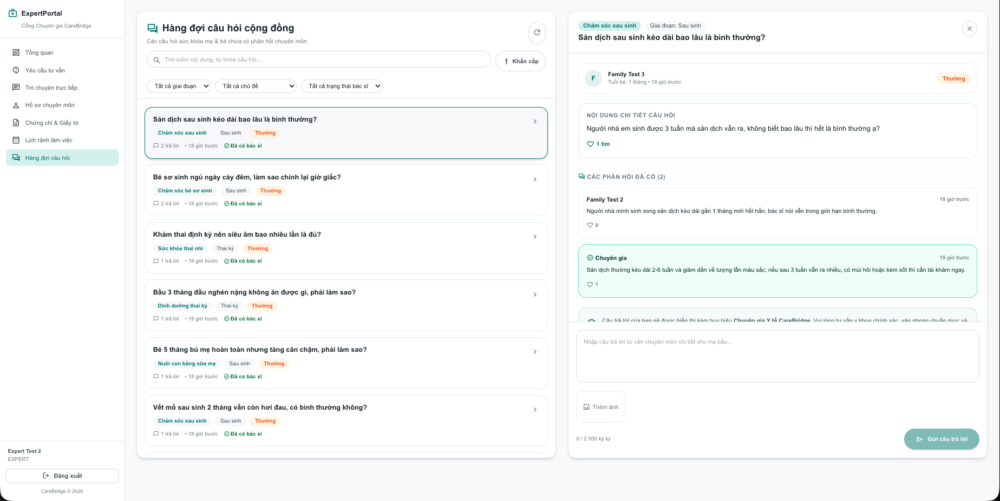 ExpertPortal
Cổng Chuyên gia CareBridge
Tổng quan
Yêu cầu tư vấn
Trò chuyện trực tiếp
Hồ sơ chuyên môn
Chứng chỉ & Giấy tờ
Lịch rảnh làm việc
Hàng đợi câu hỏi
Expert Test 2
EXPERT
Đăng xuất
CareBridge © 2026
Hàng đợi câu hỏi cộng đồng
Các câu hỏi sức khỏe mẹ & bé chưa có phản hồi chuyên môn
Tìm kiếm nội dung, từ khóa câu hỏi...
! Khẩn cấp
Tất cả giai đoạn
Tất cả chủ đề
Tất cả trạng thái bác sĩ
Sản dịch sau sinh kéo dài bao lâu là bình thường?
Chăm sóc sau sinh Sau sinh Thường
2 trả lời • 18 giờ trước Đã có bác sĩ
Bé sơ sinh ngủ ngày cày đêm, làm sao chỉnh lại giờ giấc?
Chăm sóc bé sơ sinh Sau sinh Thường
2 trả lời • 18 giờ trước Đã có bác sĩ
Khám thai định kỳ nên siêu âm bao nhiêu lần là đủ?
Sức khỏe thai nhi Thai kỳ Thường
1 trả lời • 18 giờ trước Đã có bác sĩ
Bầu 3 tháng đầu nghén nặng không ăn được gì, phải làm sao?
Dinh dưỡng thai kỳ Thai kỳ Thường
1 trả lời • 18 giờ trước Đã có bác sĩ
Bé 5 tháng bú mẹ hoàn toàn nhưng tăng cân chậm, phải làm sao?
Nuôi con bằng sữa mẹ Sau sinh Thường
1 trả lời • 18 giờ trước Đã có bác sĩ
Vết mổ sau sinh 2 tháng vẫn còn hơi đau, có bình thường không?
Chăm sóc sau sinh Sau sinh Thường
1 trả lời • 18 giờ trước Đã có bác sĩ
Chăm sóc sau sinh Giai đoạn: Sau sinh
Sản dịch sau sinh kéo dài bao lâu là bình thường?
F
Family Test 3
Tuổi bé: 1 tháng • 18 giờ trước
Thường
NỘI DUNG CHI TIẾT CÂU HỎI
Người nhà em sinh được 3 tuần mà sản dịch vẫn ra, không biết bao lâu thì hết là bình thường ạ?
1 tim
CÁC PHẢN HỒI ĐÃ CÓ (2)
Family Test 2 18 giờ trước
Người nhà mình sinh xong sản dịch kéo dài gần 1 tháng mới hết hẳn, bác sĩ nói vẫn trong giới hạn bình thường.
0
Chuyên gia 18 giờ trước
Sản dịch thường kéo dài 2-6 tuần và giảm dần về lượng lẫn màu sắc; nếu sau 3 tuần vẫn ra nhiều, có mùi hôi hoặc kèm sốt thì cần tái khám ngay.
1
Câu trả lời của bạn sẽ được hiển thị kèm huy hiệu Chuyên gia Y tế CareBridge. Vui lòng tư vấn y khoa chính xác, văn phong chuẩn mực và
Nhập câu trả lời tư vấn chuyên môn chi tiết cho mẹ bầu...
Thêm ảnh
0 / 2 000 ký tự
Gửi câu trả lời